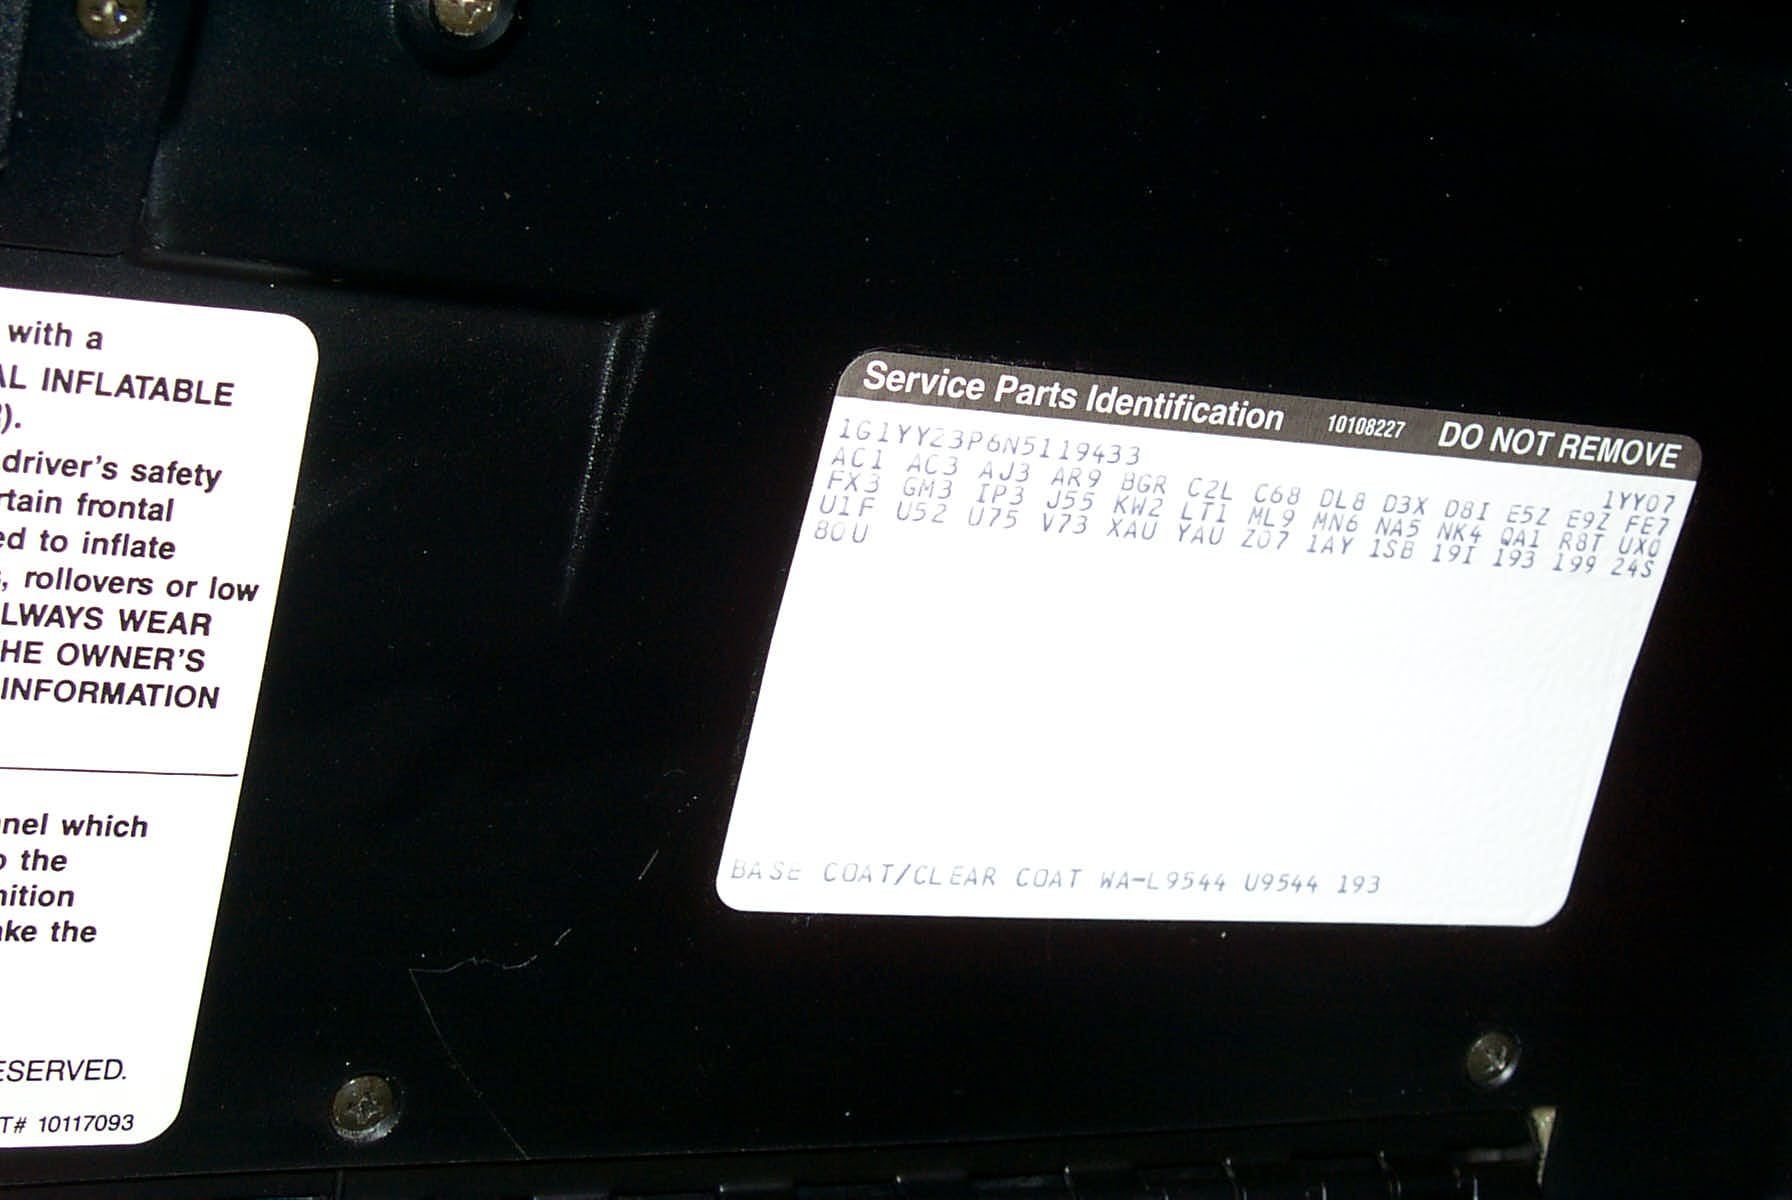 with a
AL INFLATABLE
).
driver's safety
rtain frontal
ed to inflate
, rollovers or low
LWAYS WEAR
HE OWNER'S
INFORMATION
nel which
o the
nition
ake the
ESERVED.
T# 10117093
Service Parts Identification 10108227 DO NOT REMOVE
1G1YY23P6N5119433 1YY07
AC1 AC3 AJ3 AR9 BGR C2L C68 DL8 D3X D8I E5Z E9Z FE7
FX3 GM3 IP3 J55 KW2 LT1 ML9 MN6 NA5 NK4 QA1 R8T UX0
U1F U52 U75 V73 XAU YAU Z07 1AY 1SB 19I 193 199 24S
80U
BASE COAT/CLEAR COAT WA-L9544 U9544 193